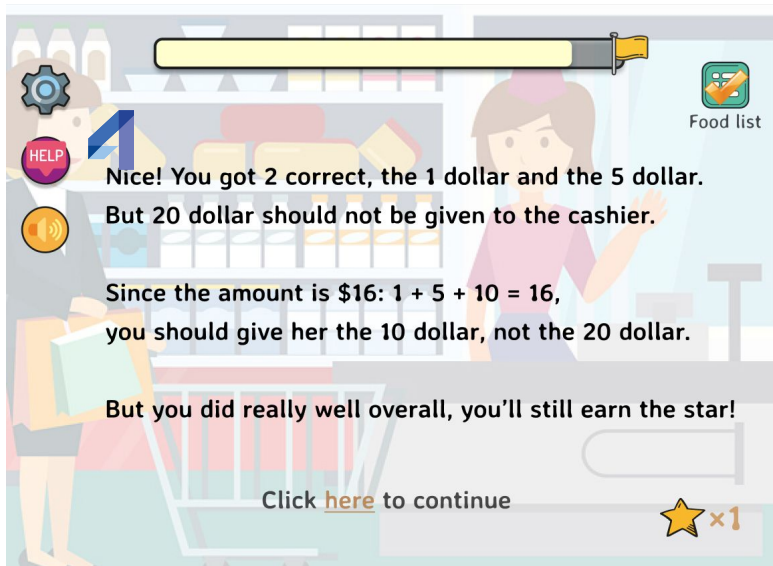 Food list
HELP
Nice! You got 2 correct, the 1 dollar and the 5 dollar.
But 20 dollar should not be given to the cashier.
Since the amount is $16: 1 + 5 + 10 = 16,
you should give her the 10 dollar, not the 20 dollar.
But you did really well overall, you'll still earn the star!
Click here to continue
×1